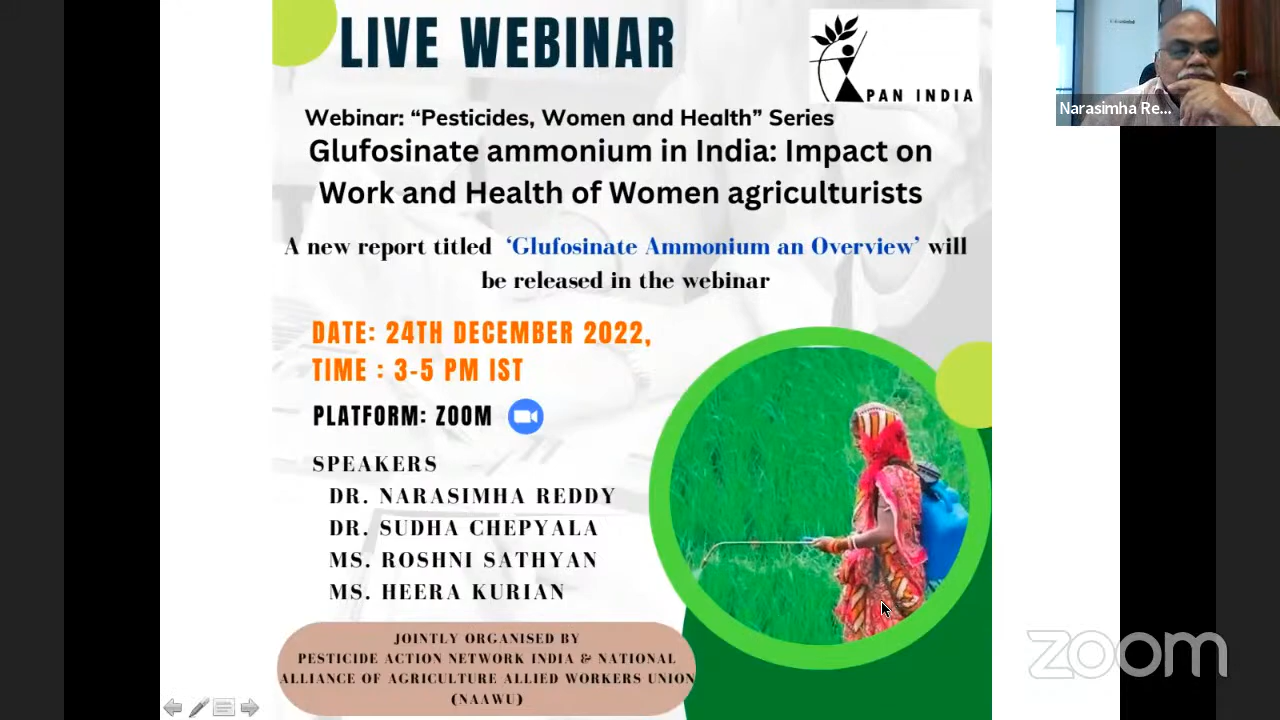 LIVE WEBINAR
PAN INDIA
Narasimha Re...
Webinar: “Pesticides, Women and Health” Series
Glufosinate ammonium in India: Impact on
Work and Health of Women agriculturists
A new report titled ‘Glufosinate Ammonium an Overview’ will
be released in the webinar
DATE: 24TH DECEMBER 2022,
TIME : 3-5 PM IST
PLATFORM: ZOOM
SPEAKERS
DR. NARASIMHA REDDY
DR. SUDHA CHEPYALA
MS. ROSHNI SATHYAN
MS. HEERA KURIAN
JOINTLY ORGANISED BY
PESTICIDE ACTION NETWORK INDIA & NATIONAL
ALLIANCE OF AGRICULTURE ALLIED WORKERS UNION
(NAAWU)
zoom